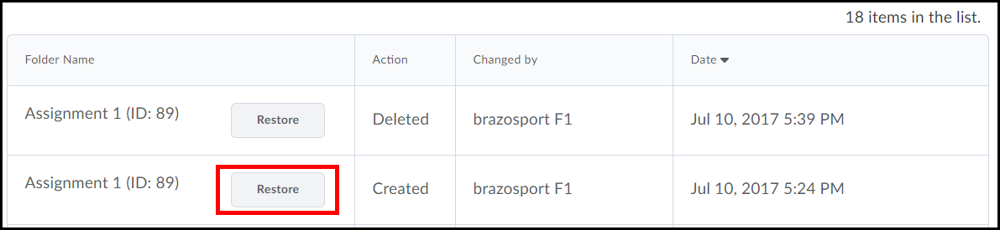 18 items in the list.
Folder Name Action Changed by Date
Assignment 1 (ID: 89) Restore Deleted brazosport F1 Jul 10, 2017 5:39 PM
Assignment 1 (ID: 89) Restore Created brazosport F1 Jul 10, 2017 5:24 PM